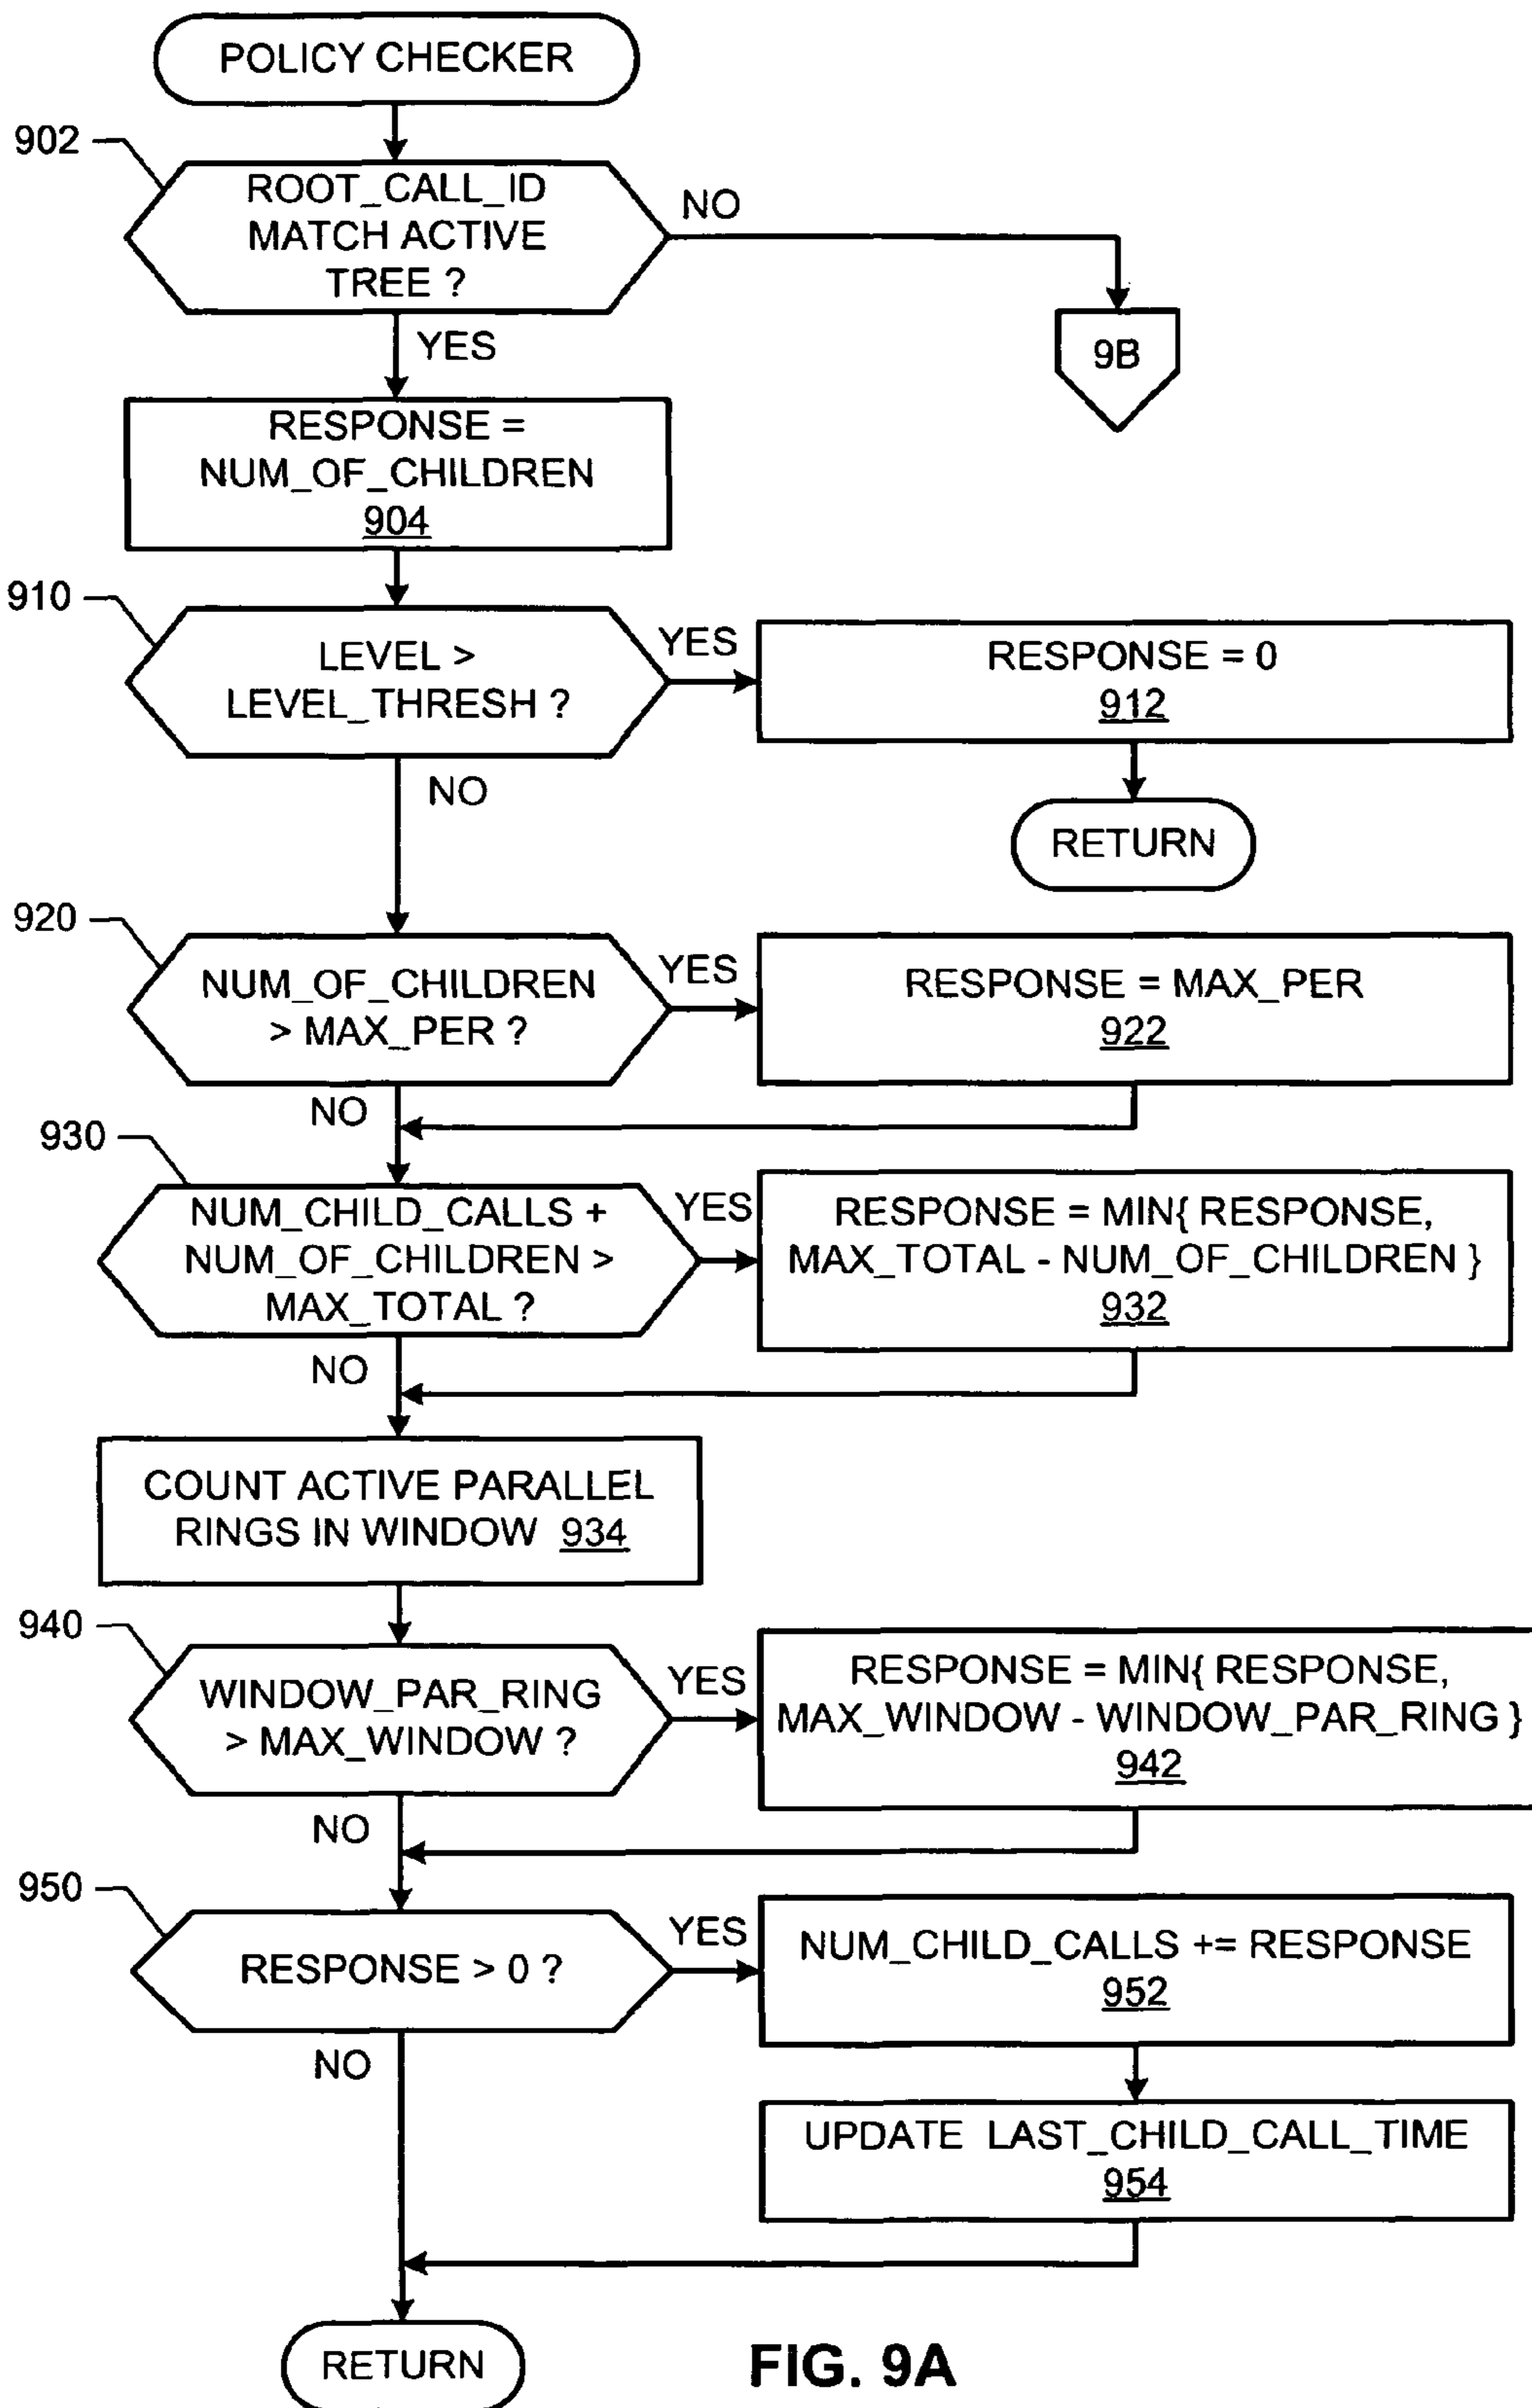 POLICY CHECKER
902
ROOT_CALL_ID
MATCH ACTIVE
TREE ?
NO
9B
YES
RESPONSE =
NUM_OF_CHILDREN
904
910
LEVEL >
LEVEL_THRESH ?
YES
RESPONSE = 0
912
NO
RETURN
920
NUM_OF_CHILDREN
> MAX_PER ?
YES
RESPONSE = MAX_PER
922
NO
930
NUM_CHILD_CALLS +
NUM_OF_CHILDREN >
MAX_TOTAL ?
YES
RESPONSE = MIN{ RESPONSE,
MAX_TOTAL - NUM_OF_CHILDREN }
932
NO
COUNT ACTIVE PARALLEL
RINGS IN WINDOW 934
940
WINDOW_PAR_RING
> MAX_WINDOW ?
YES
RESPONSE = MIN{ RESPONSE,
MAX_WINDOW - WINDOW_PAR_RING }
942
NO
950
RESPONSE > 0 ?
YES
NUM_CHILD_CALLS += RESPONSE
952
NO
UPDATE LAST_CHILD_CALL_TIME
954
RETURN
FIG. 9A